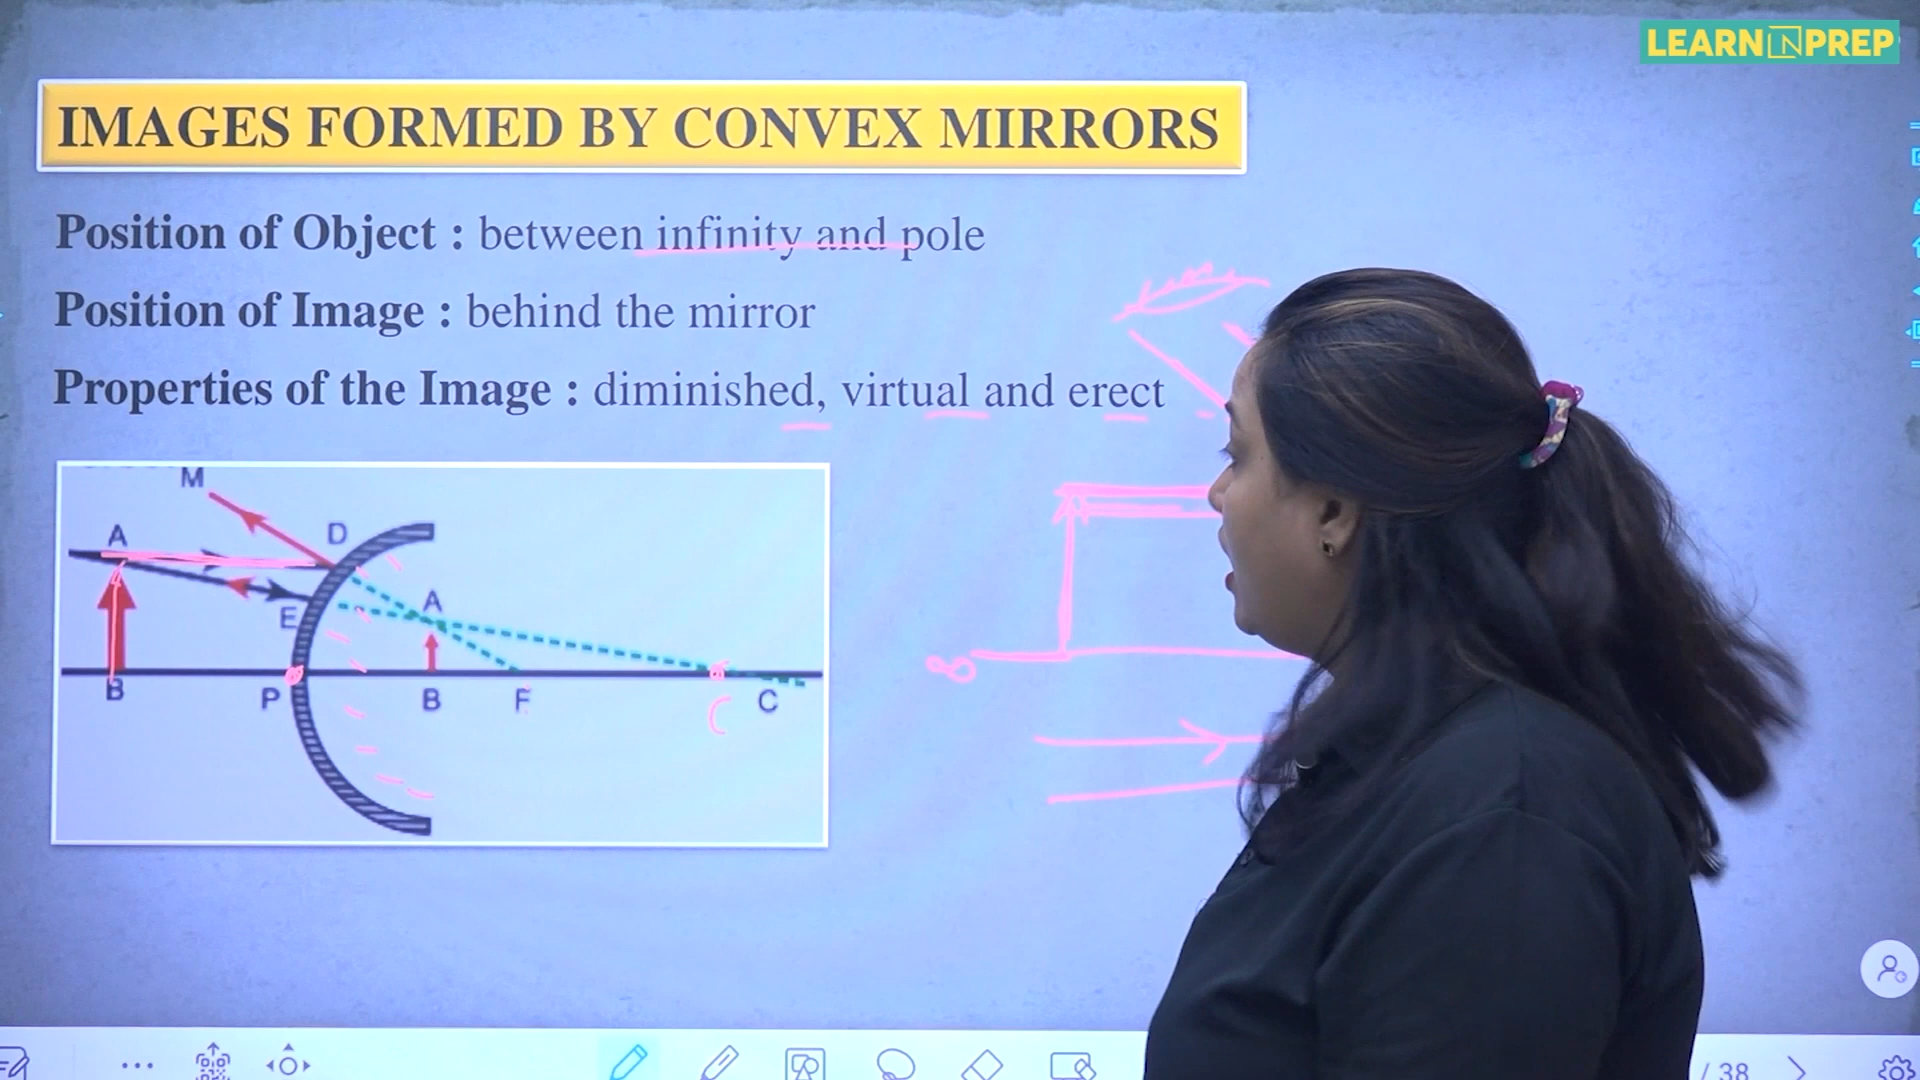 LEARN N PREP
IMAGES FORMED BY CONVEX MIRRORS
Position of Object : between infinity and pole
Position of Image : behind the mirror
Properties of the Image : diminished, virtual and erect
M
A
D
E
A
B
P
B
F
C
C
∞
/ 38